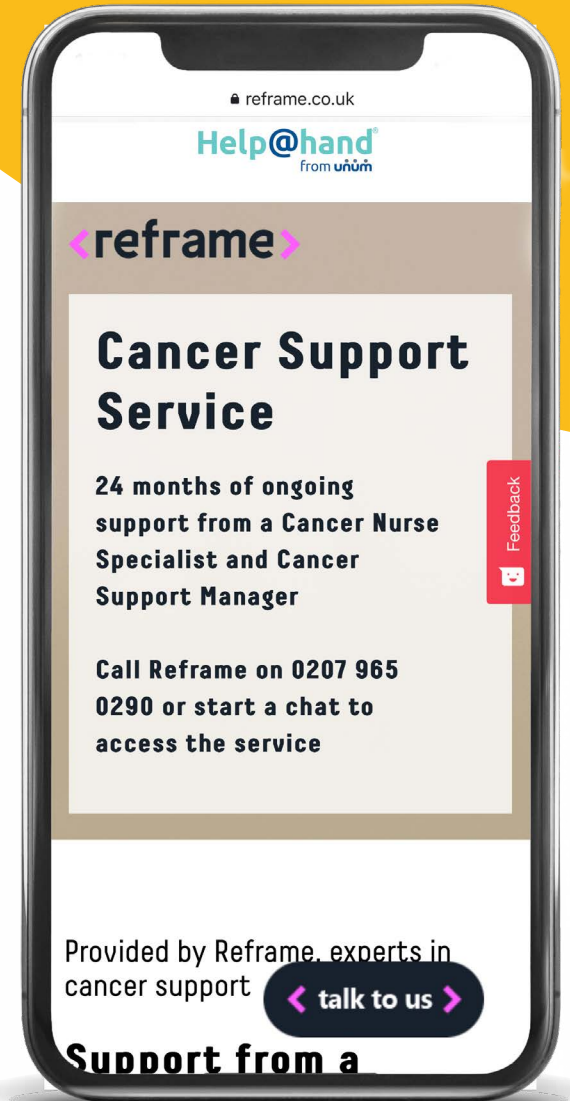 reframe.co.uk
Help@hand®
from unum
<reframe>
Cancer Support
Service
24 months of ongoing
support from a Cancer Nurse
Specialist and Cancer
Support Manager
Feedback
Call Reframe on 0207 965
0290 or start a chat to
access the service
Provided by Reframe, experts in
cancer support
< talk to us >
Support from a